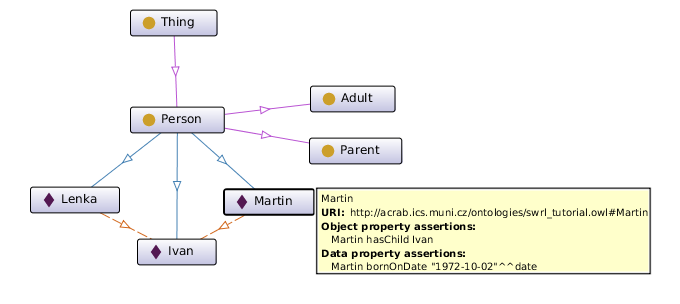 Thing
Adult
Person
Parent
Lenka
Martin
Ivan
Martin
URI: http://acrab.ics.muni.cz/ontologies/swrl_tutorial.owl#Martin
Object property assertions:
Martin hasChild Ivan
Data property assertions:
Martin bornOnDate "1972-10-02"^^date